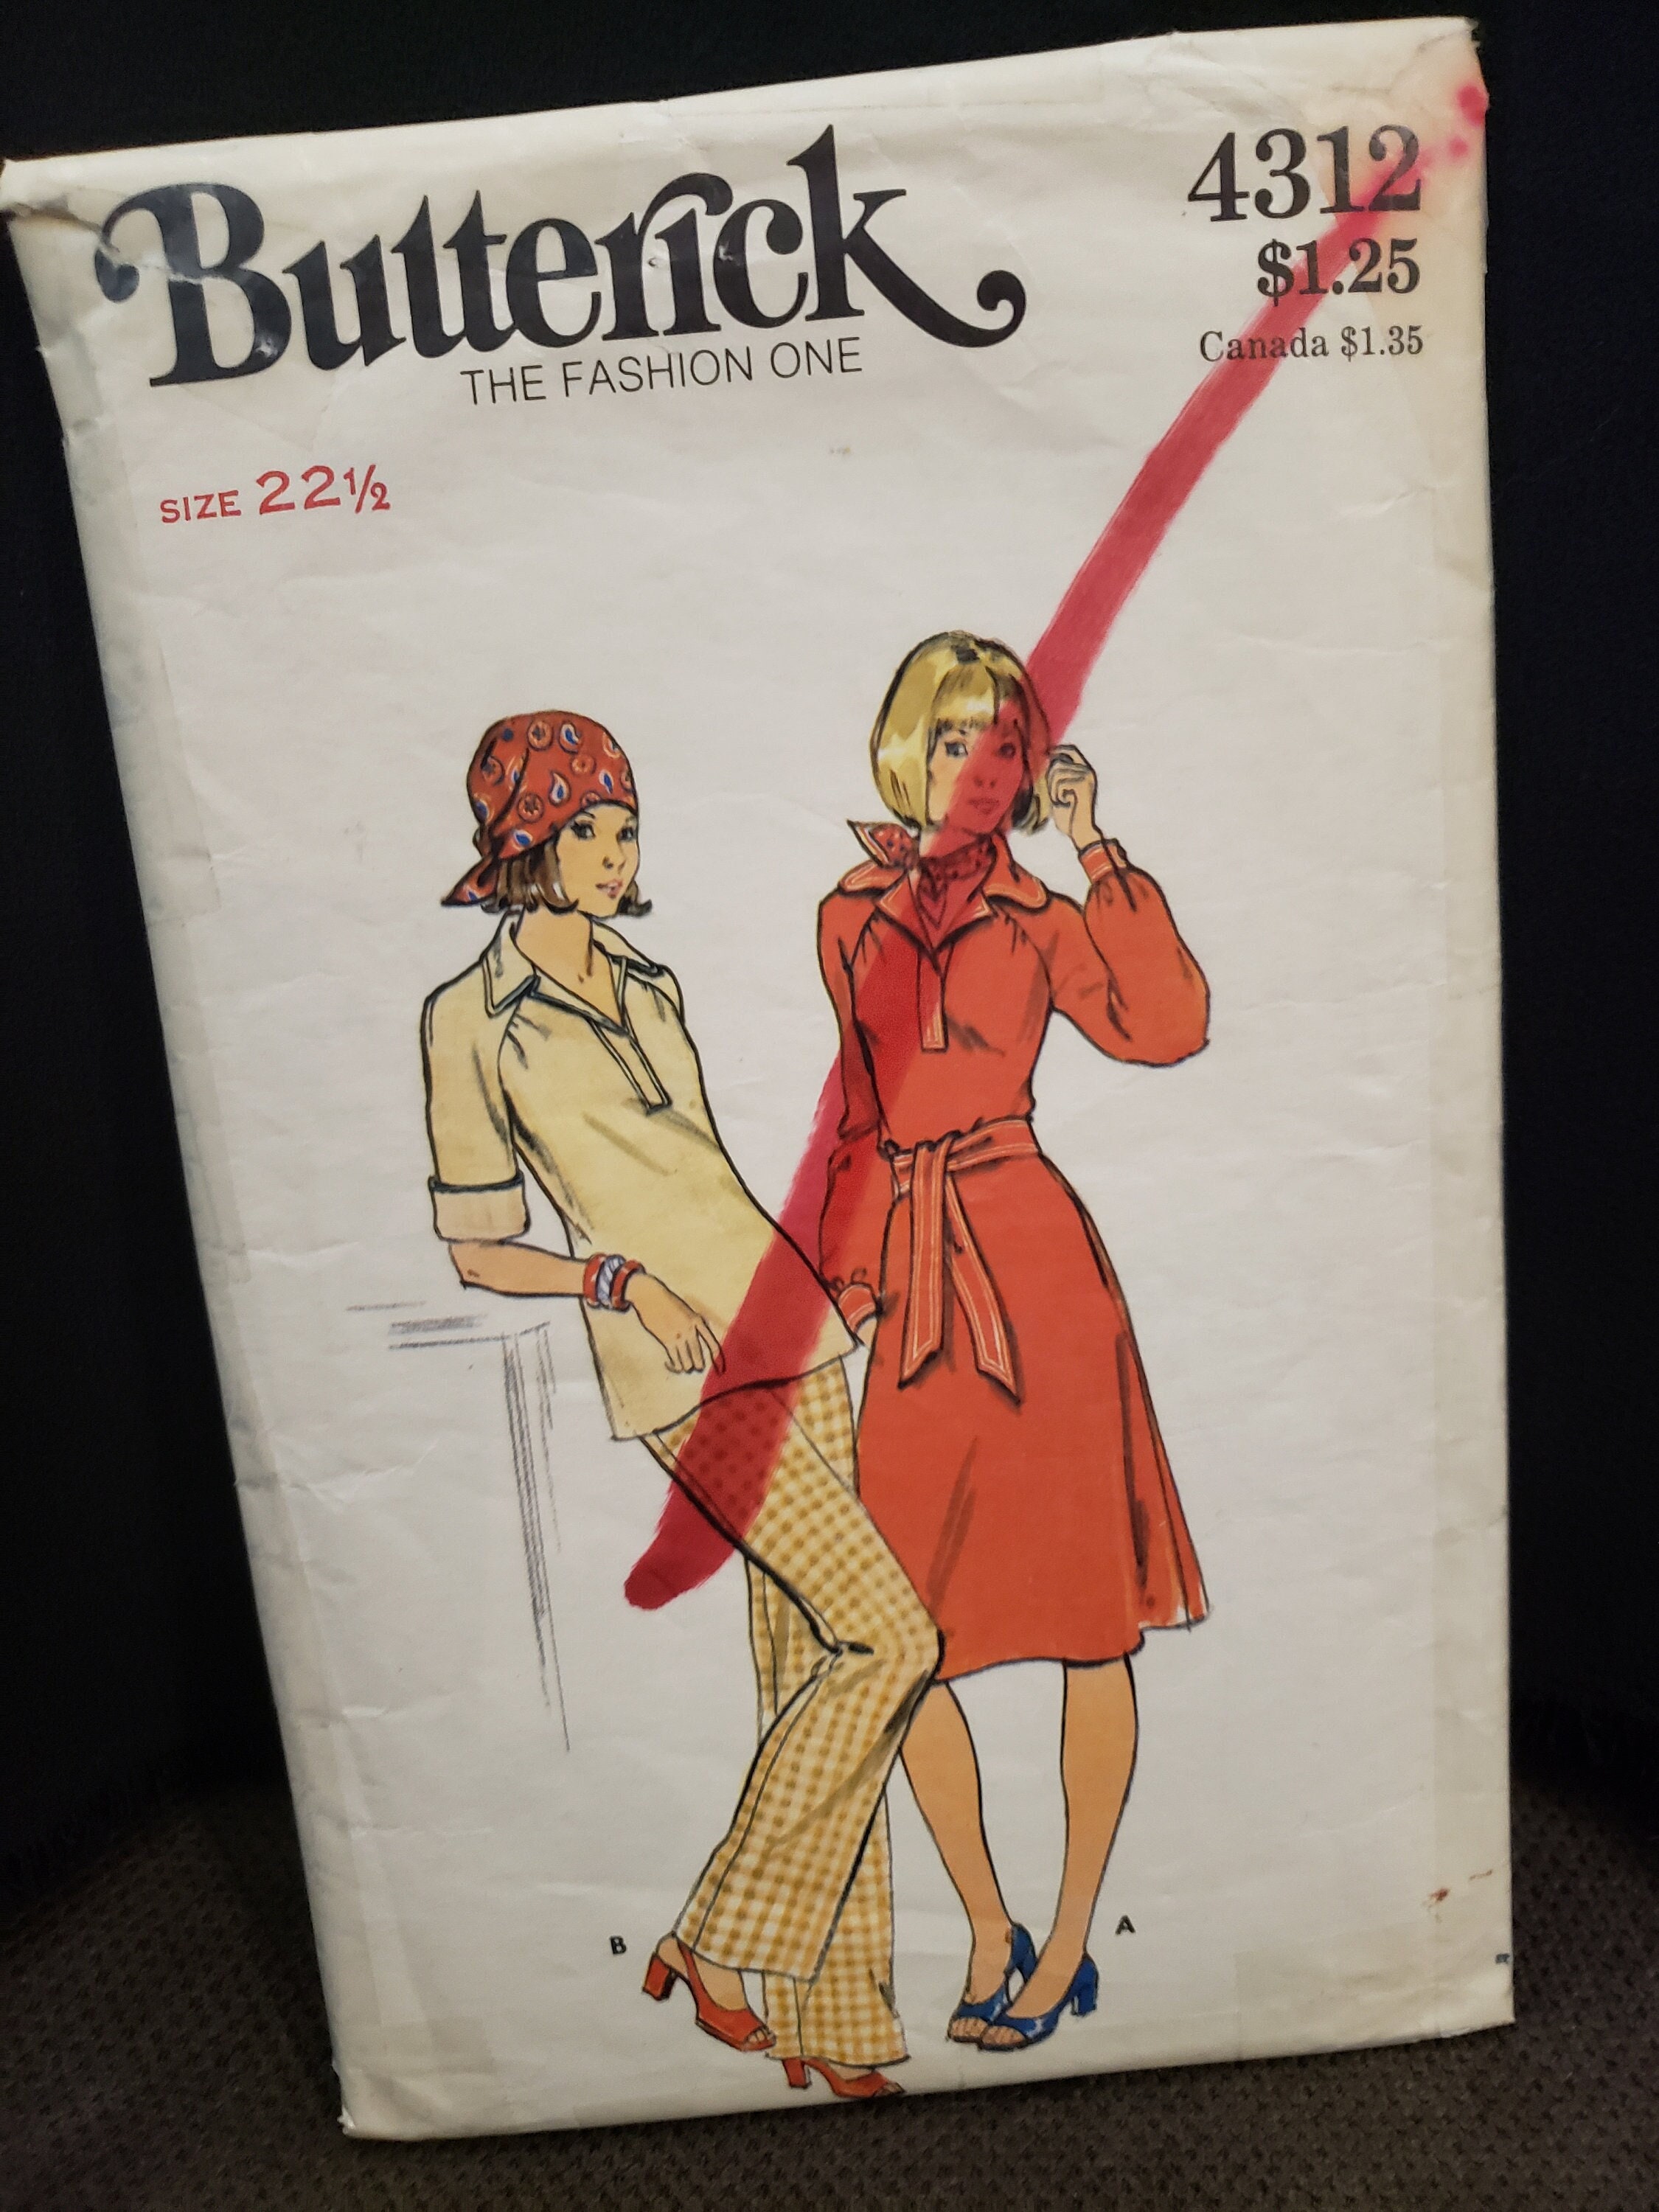 Butterick
THE FASHION ONE
4312
$1.25
Canada $1.35
SIZE 22½
B
A